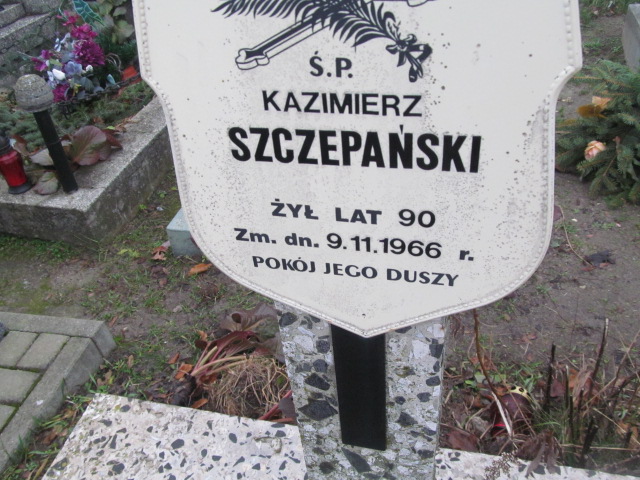 Ś.P.
KAZIMIERZ
SZCZEPAŃSKI
ŻYŁ LAT 90
Zm. dn. 9.11.1966 r.
POKÓJ JEGO DUSZY